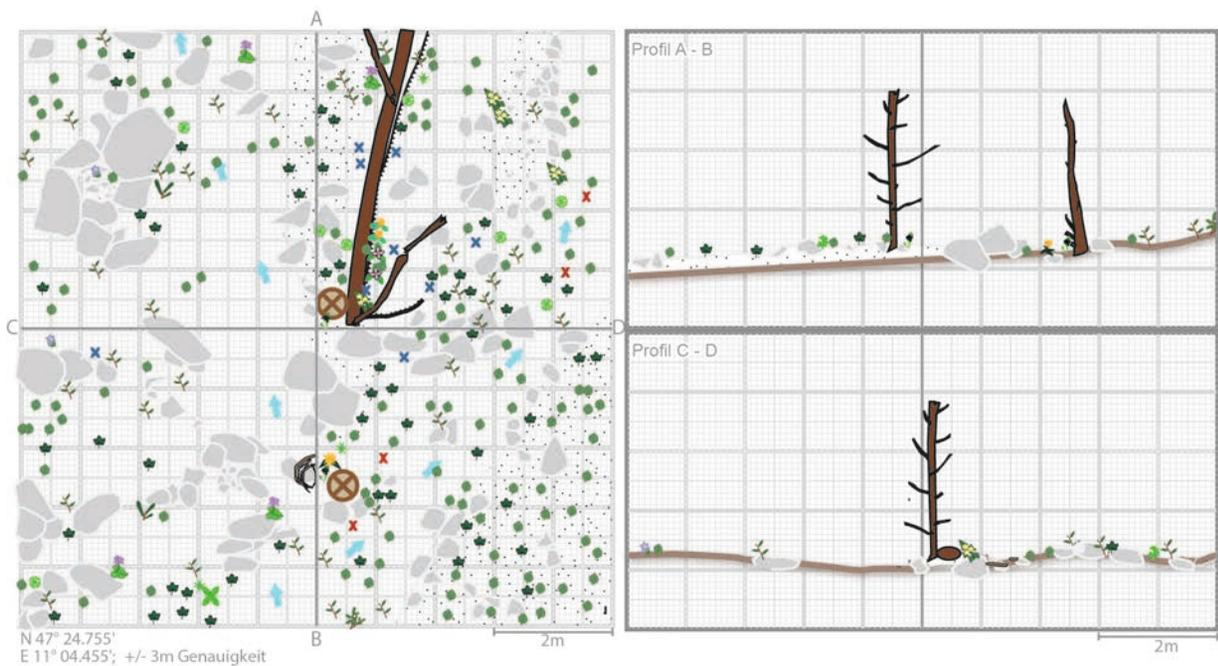 A
Profil A - B
C
D
Profil C - D
N 47° 24.755'
E 11° 04.455'; +/- 3m Genauigkeit
B
2m
2m